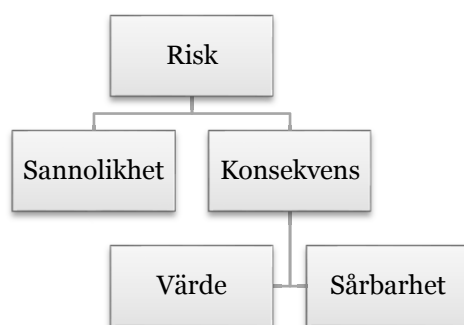 Risk
Sannolikhet
Konsekvens
Värde
Sårbarhet